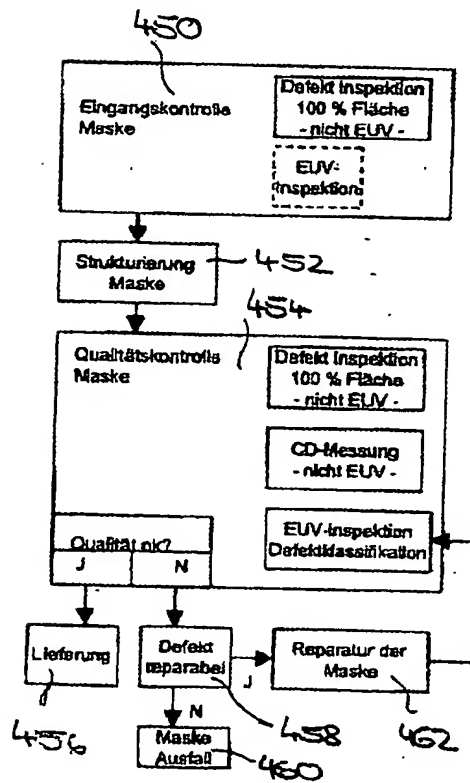 450
Eingangskontrolle
Maske
Defekt Inspektion
100 % Fläche
- nicht EUV -
EUV-
Inspektion
Strukturierung
Maske
452
454
Qualitätskontrolle
Maske
Defekt Inspektion
100 % Fläche
- nicht EUV -
CD-Messung
- nicht EUV -
EUV-Inspektion
Defektklassifikation
Qualität ok?
J N
Lieferung
Defekt
reparabel
J
Reparatur der
Maske
456
N
458
462
Maske
Ausfall
460